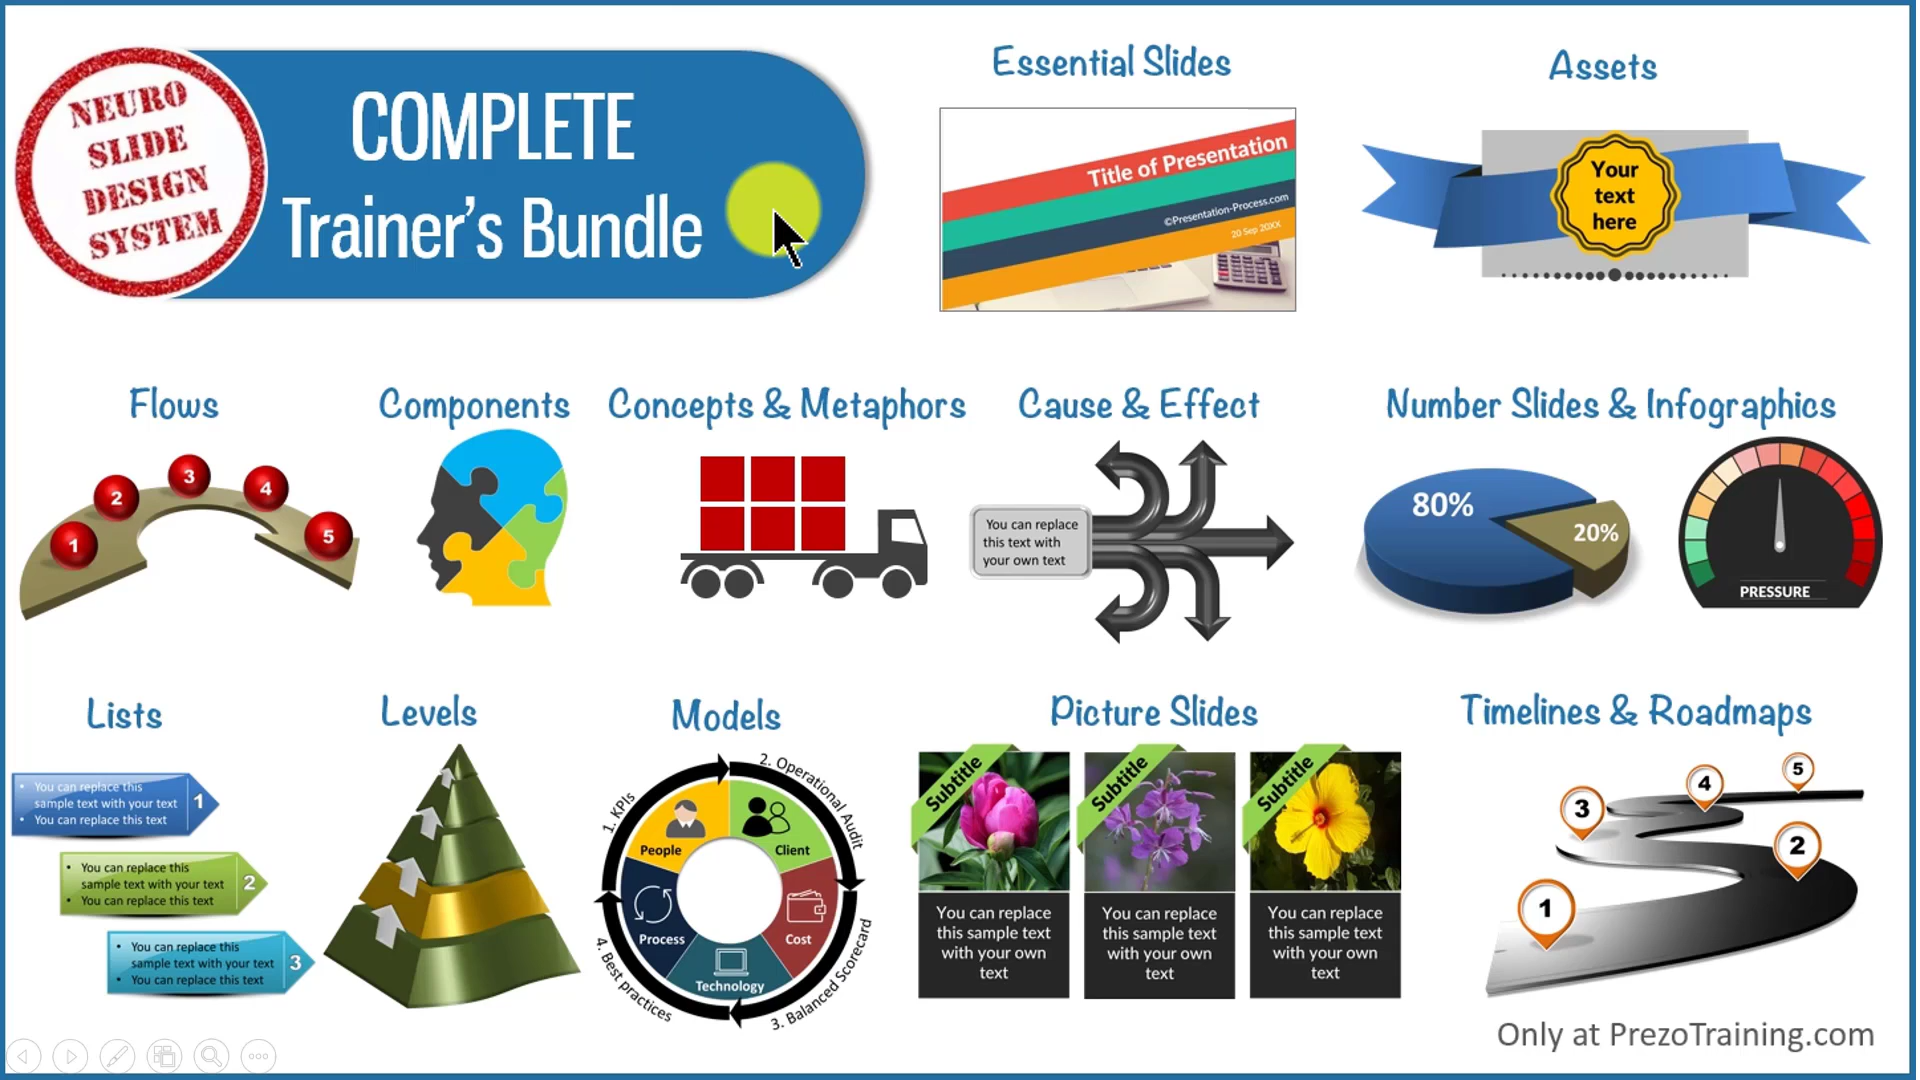 NEURO
SLIDE
DESIGN
SYSTEM
COMPLETE
Trainer's Bundle
Essential Slides
Title of Presentation
©Presentation-Process.com
20 Sep 20XX
Assets
Your
text
here
Flows
1
2
3
4
5
Components
Concepts & Metaphors
Cause & Effect
You can replace
this text with
your own text
Number Slides & Infographics
80%
20%
PRESSURE
Lists
• You can replace this
sample text with your text
• You can replace this text
1
• You can replace this
sample text with your text
• You can replace this text
2
• You can replace this
sample text with your text
• You can replace this text
3
Levels
Models
1. KPIs
2. Operational Audit
3. Balanced Scorecard
4. Best practices
People
Client
Process
Cost
Technology
Picture Slides
Subtitle
You can replace
this sample text
with your own
text
Subtitle
You can replace
this sample text
with your own
text
Subtitle
You can replace
this sample text
with your own
text
Timelines & Roadmaps
1
2
3
4
5
Only at PrezoTraining.com